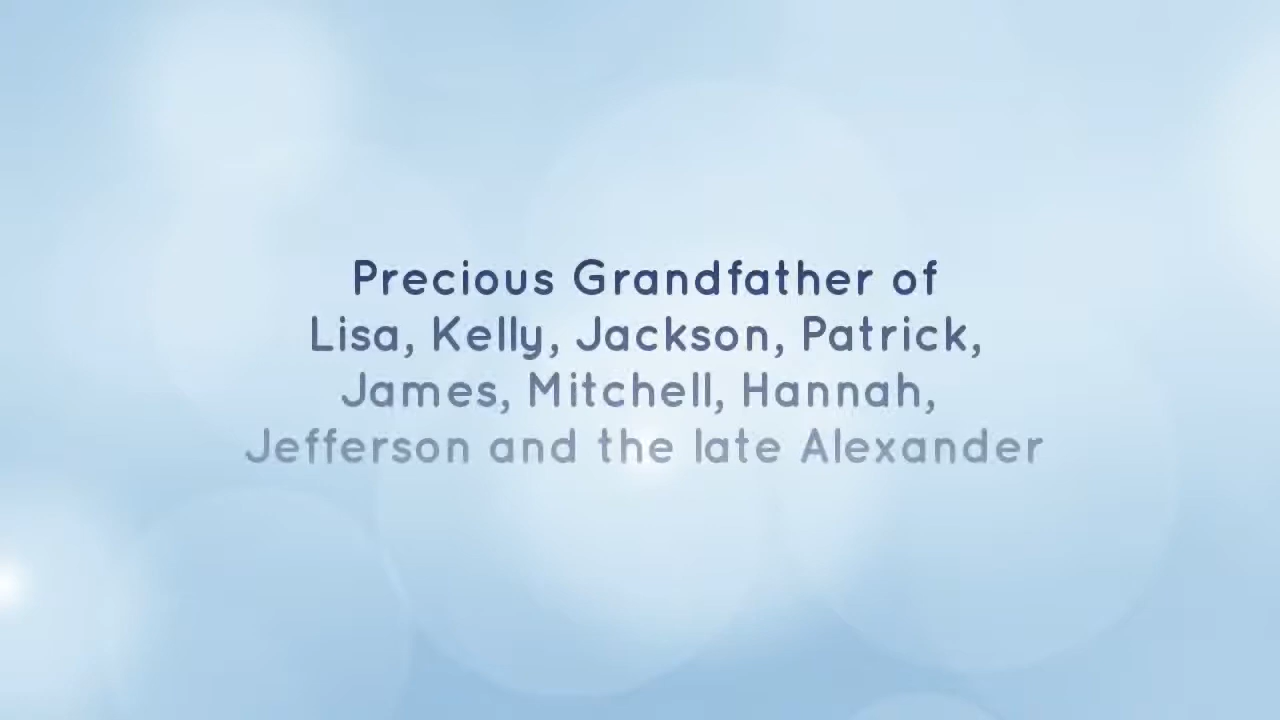 Precious Grandfather of
Lisa, Kelly, Jackson, Patrick,
James, Mitchell, Hannah,
Jefferson and the late Alexander